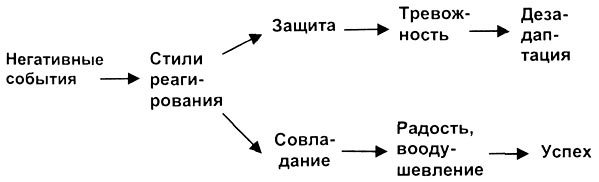 Негативные
события
Стили
реаги-
рования
Защита
Тревож-
ность
Деза-
дап-
тация
Совла-
дание
Радость,
вооду-
шевление
Успех